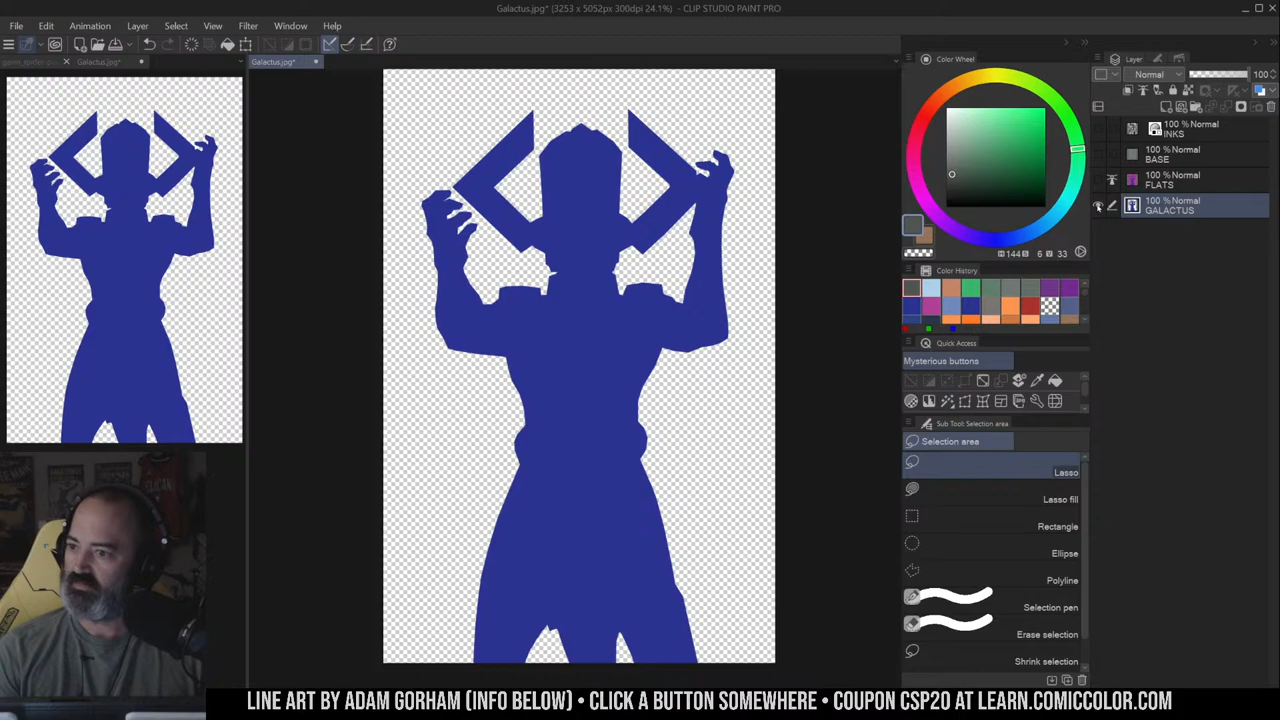 Galactus.jpg* (3253 x 5052px 300dpi 24.1%) - CLIP STUDIO PAINT PRO
File Edit Animation Layer Select View Filter Window Help
Galactus.jpg*
Galactus.jpg*
Color Wheel
H 144 S 6 V 33
Color History
Quick Access
Mysterious buttons
Sub Tool: Selection area
Selection area
Lasso
Lasso fill
Rectangle
Ellipse
Polyline
Selection pen
Erase selection
Shrink selection
Layer
Normal 100
100 % Normal
INKS
100 % Normal
BASE
100 % Normal
FLATS
100 % Normal
GALACTUS
LINE ART BY ADAM GORHAM (INFO BELOW) • CLICK A BUTTON SOMEWHERE • COUPON CSP20 AT LEARN.COMICCOLOR.COM